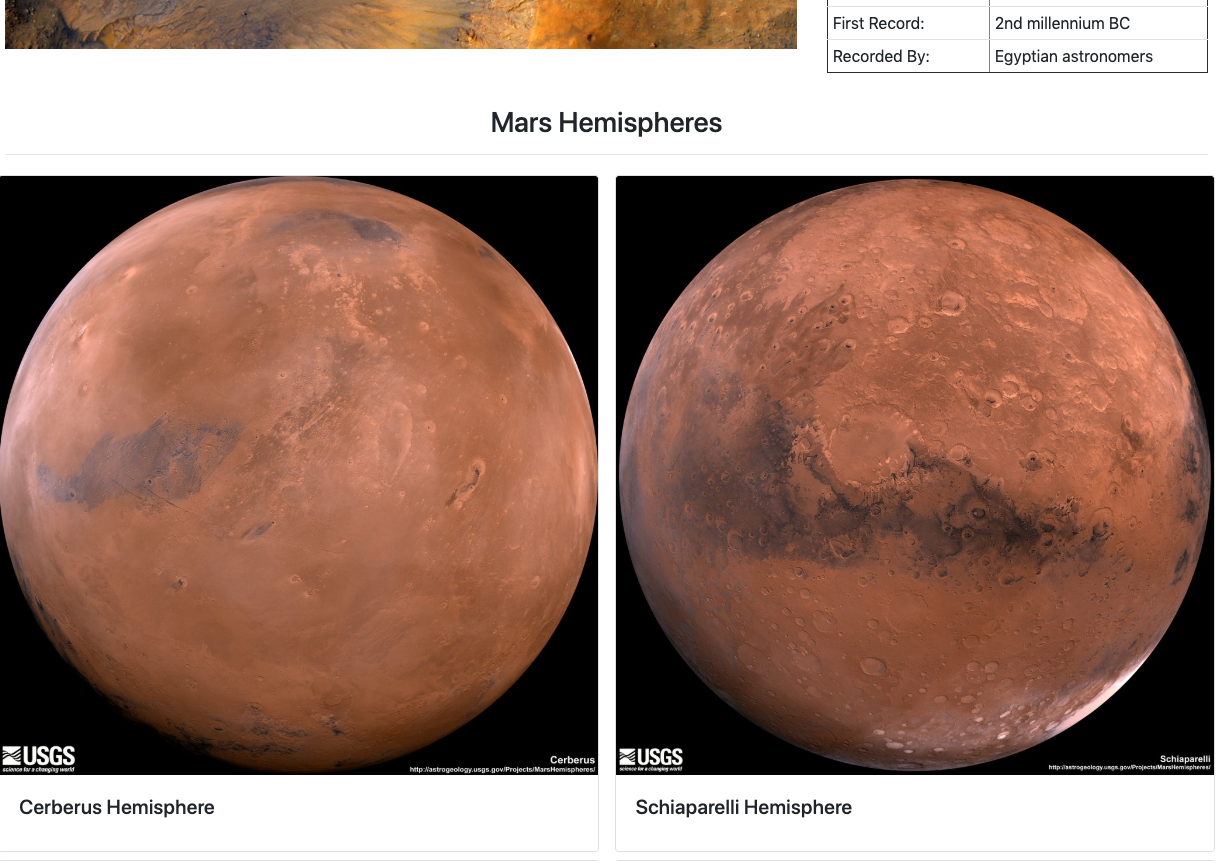 First Record: 2nd millennium BC
Recorded By: Egyptian astronomers
Mars Hemispheres
USGS
science for a changing world
Cerberus
http://astrogeology.usgs.gov/Projects/MarsHemispheres/
USGS
science for a changing world
Schiaparelli
http://astrogeology.usgs.gov/Projects/MarsHemispheres/
Cerberus Hemisphere
Schiaparelli Hemisphere